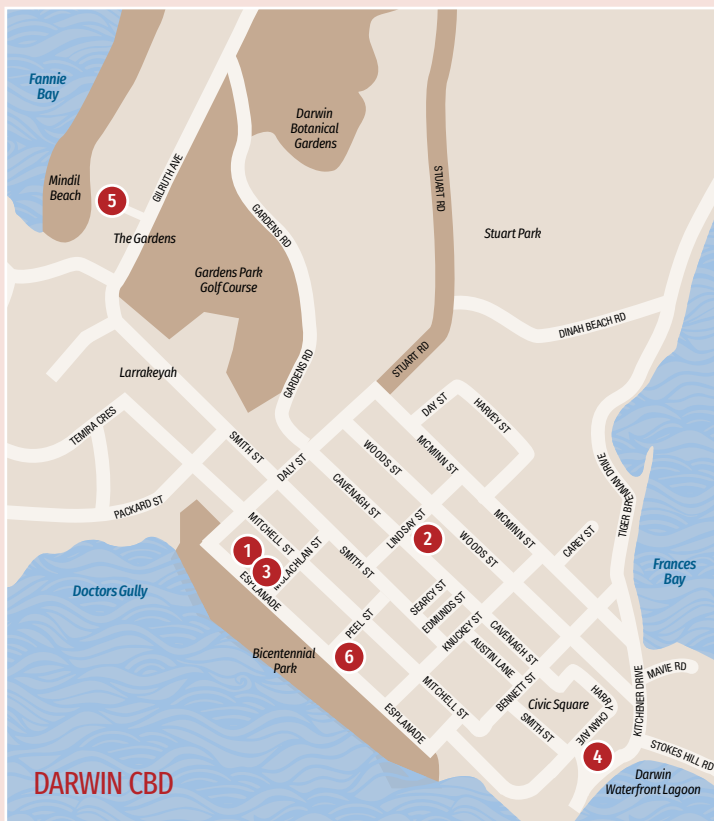 Fannie
Bay
Darwin
Botanical
Gardens
Mindil
Beach
5
GILRUTH AVE
STUART RD
The Gardens
GARDENS RD
Stuart Park
Gardens Park
Golf Course
DINAH BEACH RD
Larrakeyah
GARDENS RD
STUART RD
TEMIRA CRES
SMITH ST
DALY ST
WOODS ST
DAY ST
HARVEY ST
MCMINN ST
PACKARD ST
CAVENAGH ST
TIGER BRENNAN DRIVE
MITCHELL ST
LINDSAY ST
2
MCMINN ST
WOODS ST
CAREY ST
1
3
MCLACHLAN ST
SMITH ST
ESPLANADE
Doctors Gully
Frances
Bay
SEARCY ST
EDMUNDS ST
PEEL ST
KNUCKEY ST
CAVENAGH ST
AUSTIN LANE
Bicentennial
Park
6
MITCHELL ST
BENNETT ST
Civic Square
HARRY CHAN AVE
MAVIE RD
KITCHENER DRIVE
ESPLANADE
SMITH ST
4
STOKES HILL RD
Darwin
Waterfront Lagoon
DARWIN CBD